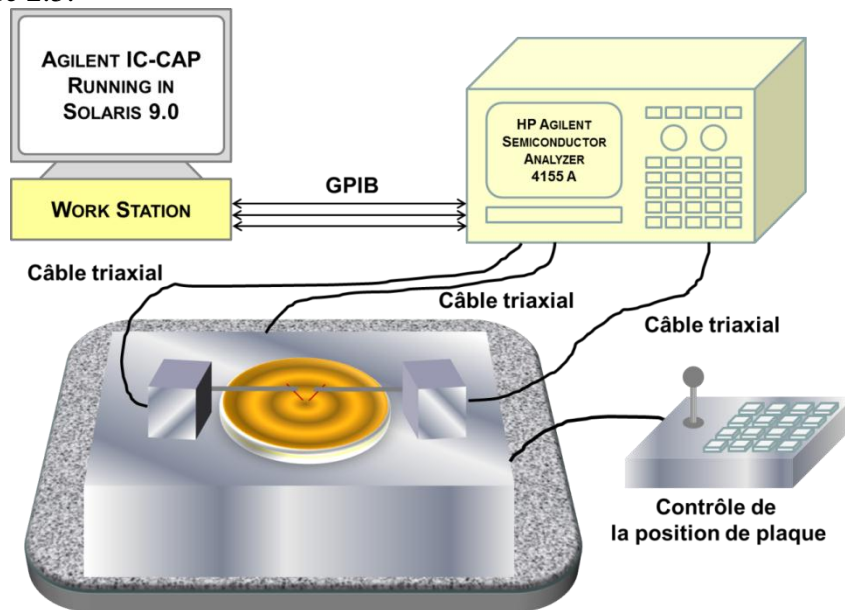 AGILENT IC-CAP
RUNNING IN
SOLARIS 9.0
WORK STATION
GPIB
HP AGILENT
SEMICONDUCTOR
ANALYZER
4155 A
Câble triaxial
Câble triaxial
Câble triaxial
Contrôle de
la position de plaque